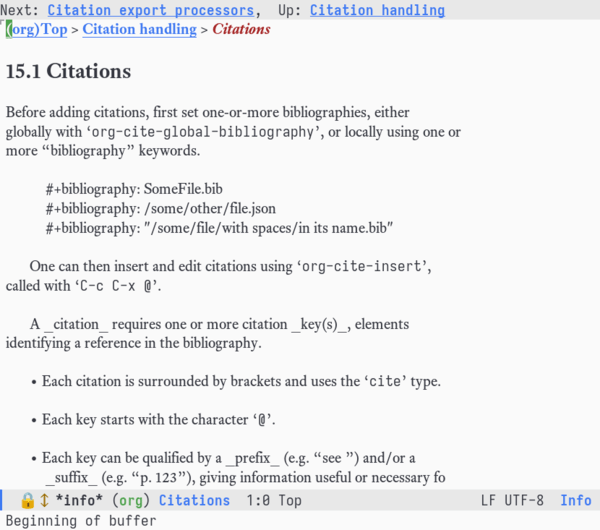 Next: Citation export processors,  Up: Citation handling
(org)Top > Citation handling > Citations
15.1 Citations
Before adding citations, first set one-or-more bibliographies, either
globally with ‘org-cite-global-bibliography’, or locally using one or
more “bibliography” keywords.
#+bibliography: SomeFile.bib
#+bibliography: /some/other/file.json
#+bibliography: "/some/file/with spaces/in its name.bib"
One can then insert and edit citations using ‘org-cite-insert’,
called with ‘C-c C-x @’.
A _citation_ requires one or more citation _key(s)_, elements
identifying a reference in the bibliography.
• Each citation is surrounded by brackets and uses the ‘cite’ type.
• Each key starts with the character ‘@’.
• Each key can be qualified by a _prefix_ (e.g. “see ”) and/or a
_suffix_ (e.g. “p. 123”), giving information useful or necessary fo
*info* (org) Citations  1:0 Top  LF UTF-8  Info
Beginning of buffer